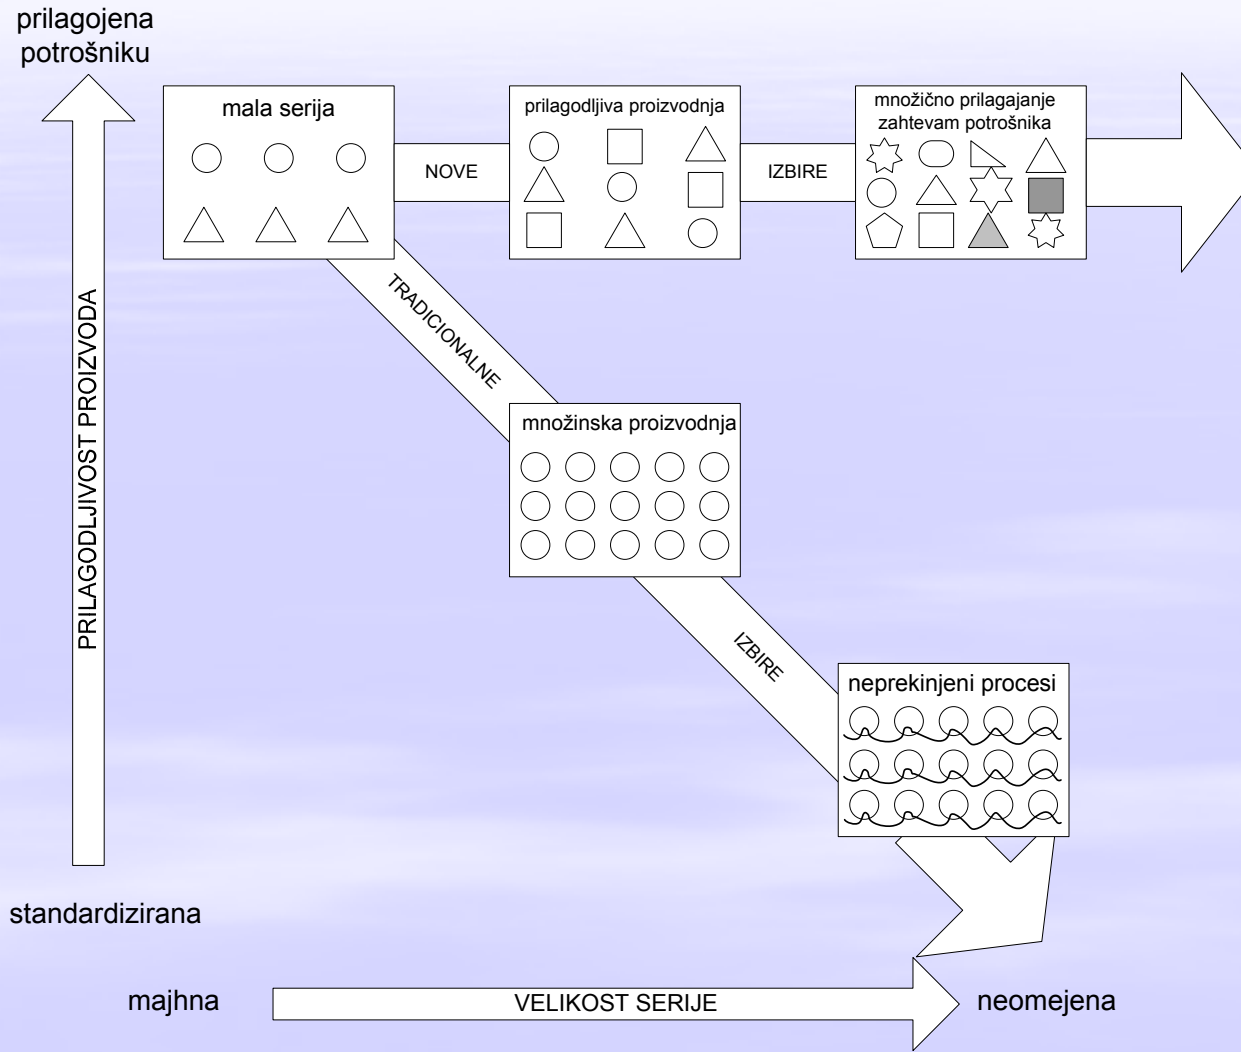 prilagojena
potrošniku
mala serija
NOVE
prilagodljiva proizvodnja
IZBIRE
množično prilagajanje
zahtevam potrošnika
TRADICIONALNE
PRILAGODLJIVOST PROIZVODA
množinska proizvodnja
IZBIRE
neprekinjeni procesi
standardizirana
majhna
VELIKOST SERIJE
neomejena